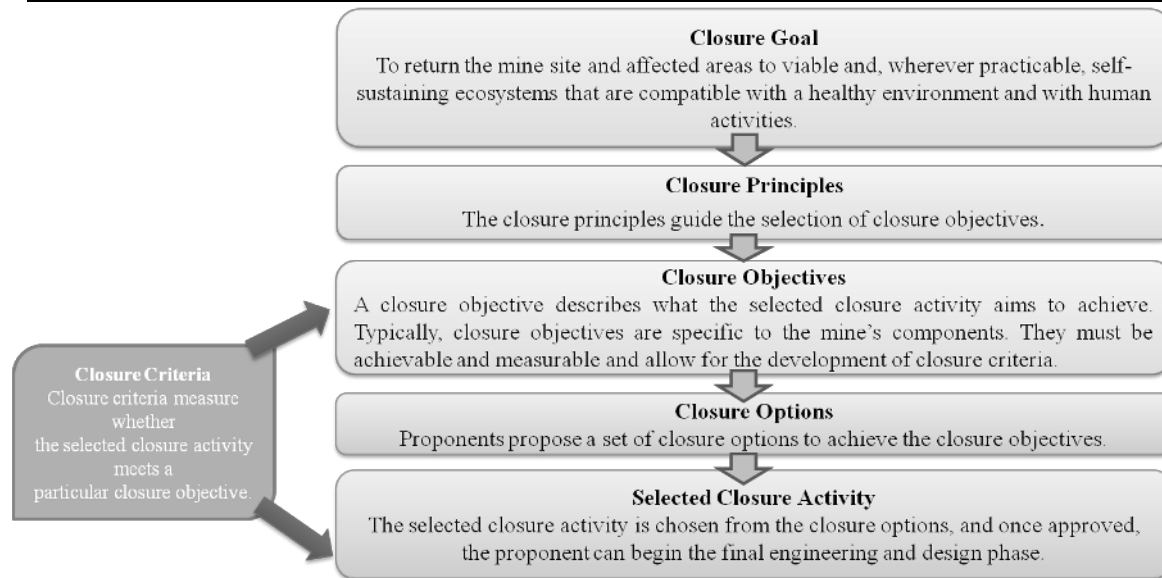 Closure Goal
To return the mine site and affected areas to viable and, wherever practicable, self-
sustaining ecosystems that are compatible with a healthy environment and with human
activities.
Closure Principles
The closure principles guide the selection of closure objectives.
Closure Objectives
A closure objective describes what the selected closure activity aims to achieve.
Typically, closure objectives are specific to the mine's components. They must be
achievable and measurable and allow for the development of closure criteria.
Closure Criteria
Closure criteria measure
whether
the selected closure activity
meets a
particular closure objective.
Closure Options
Proponents propose a set of closure options to achieve the closure objectives.
Selected Closure Activity
The selected closure activity is chosen from the closure options, and once approved,
the proponent can begin the final engineering and design phase.